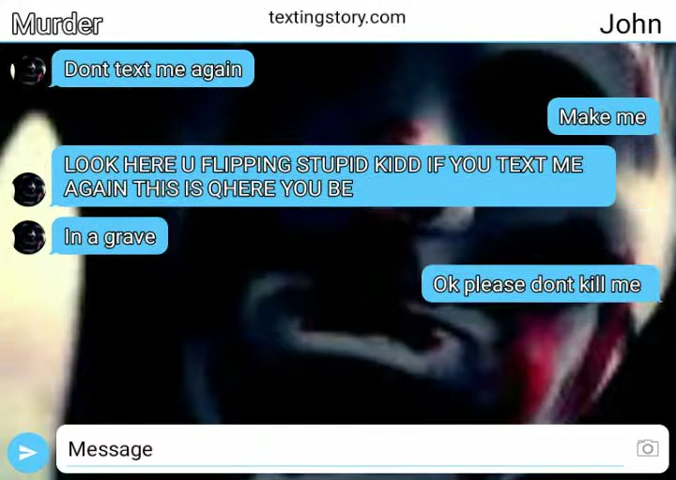 Murder
textingstory.com
John
Dont text me again
Make me
LOOK HERE U FLIPPING STUPID KIDD IF YOU TEXT ME
AGAIN THIS IS QHERE YOU BE
In a grave
Ok please dont kill me
Message